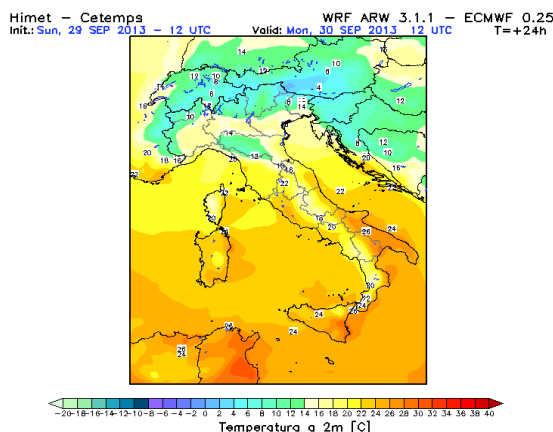 Himet – Cetemps
WRF ARW 3.1.1 – ECMWF 0.25
Init.: Sun, 29 SEP 2013 – 12 UTC
Valid: Mon, 30 SEP 2013 12 UTC
T=+24h
-20 -18 -16 -14 -12 -10 -8 -6 -4 -2 0 2 4 6 8 10 12 14 16 18 20 22 24 26 28 30 32 34 36 38 40
Temperatura a 2m [C]